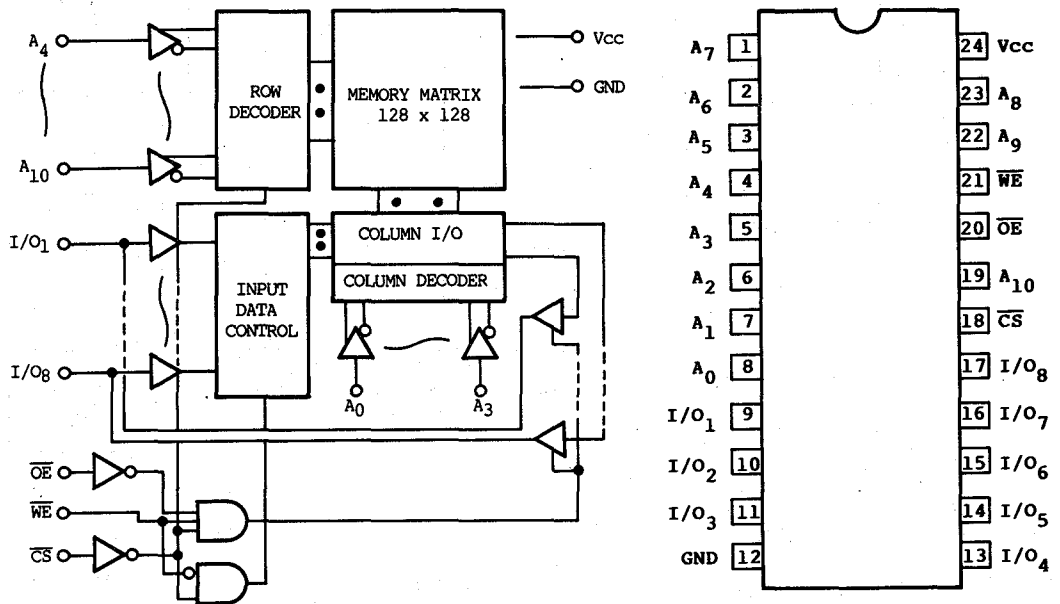 A4
A10
ROW
DECODER
MEMORY MATRIX
128 x 128
Vcc
GND
I/O1
I/O8
INPUT
DATA
CONTROL
COLUMN I/O
COLUMN DECODER
A0
A3
OE
WE
CS
A7 1
A6 2
A5 3
A4 4
A3 5
A2 6
A1 7
A0 8
I/O1 9
I/O2 10
I/O3 11
GND 12
24 Vcc
23 A8
22 A9
21 WE
20 OE
19 A10
18 CS
17 I/O8
16 I/O7
15 I/O6
14 I/O5
13 I/O4